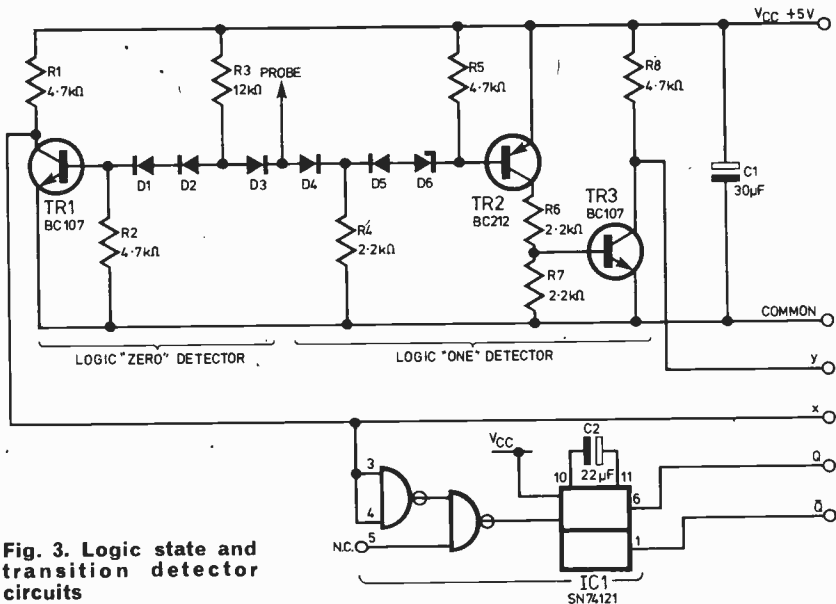 VCC +5V
R1
4·7kΩ
R3
12kΩ
PROBE
R5
4·7kΩ
R8
4·7kΩ
D1
D2
D3
D4
D5
D6
TR1
BC107
TR2
BC212
TR3
BC107
C1
30µF
R2
4·7kΩ
R4
2·2kΩ
R6
2·2kΩ
R7
2·2kΩ
COMMON
LOGIC "ZERO" DETECTOR
LOGIC "ONE" DETECTOR
y
x
VCC
C2
22µF
10
11
3
4
N.C.
5
6
Q
1
Q̄
IC1
SN74121
Fig. 3. Logic state and
transition detector
circuits